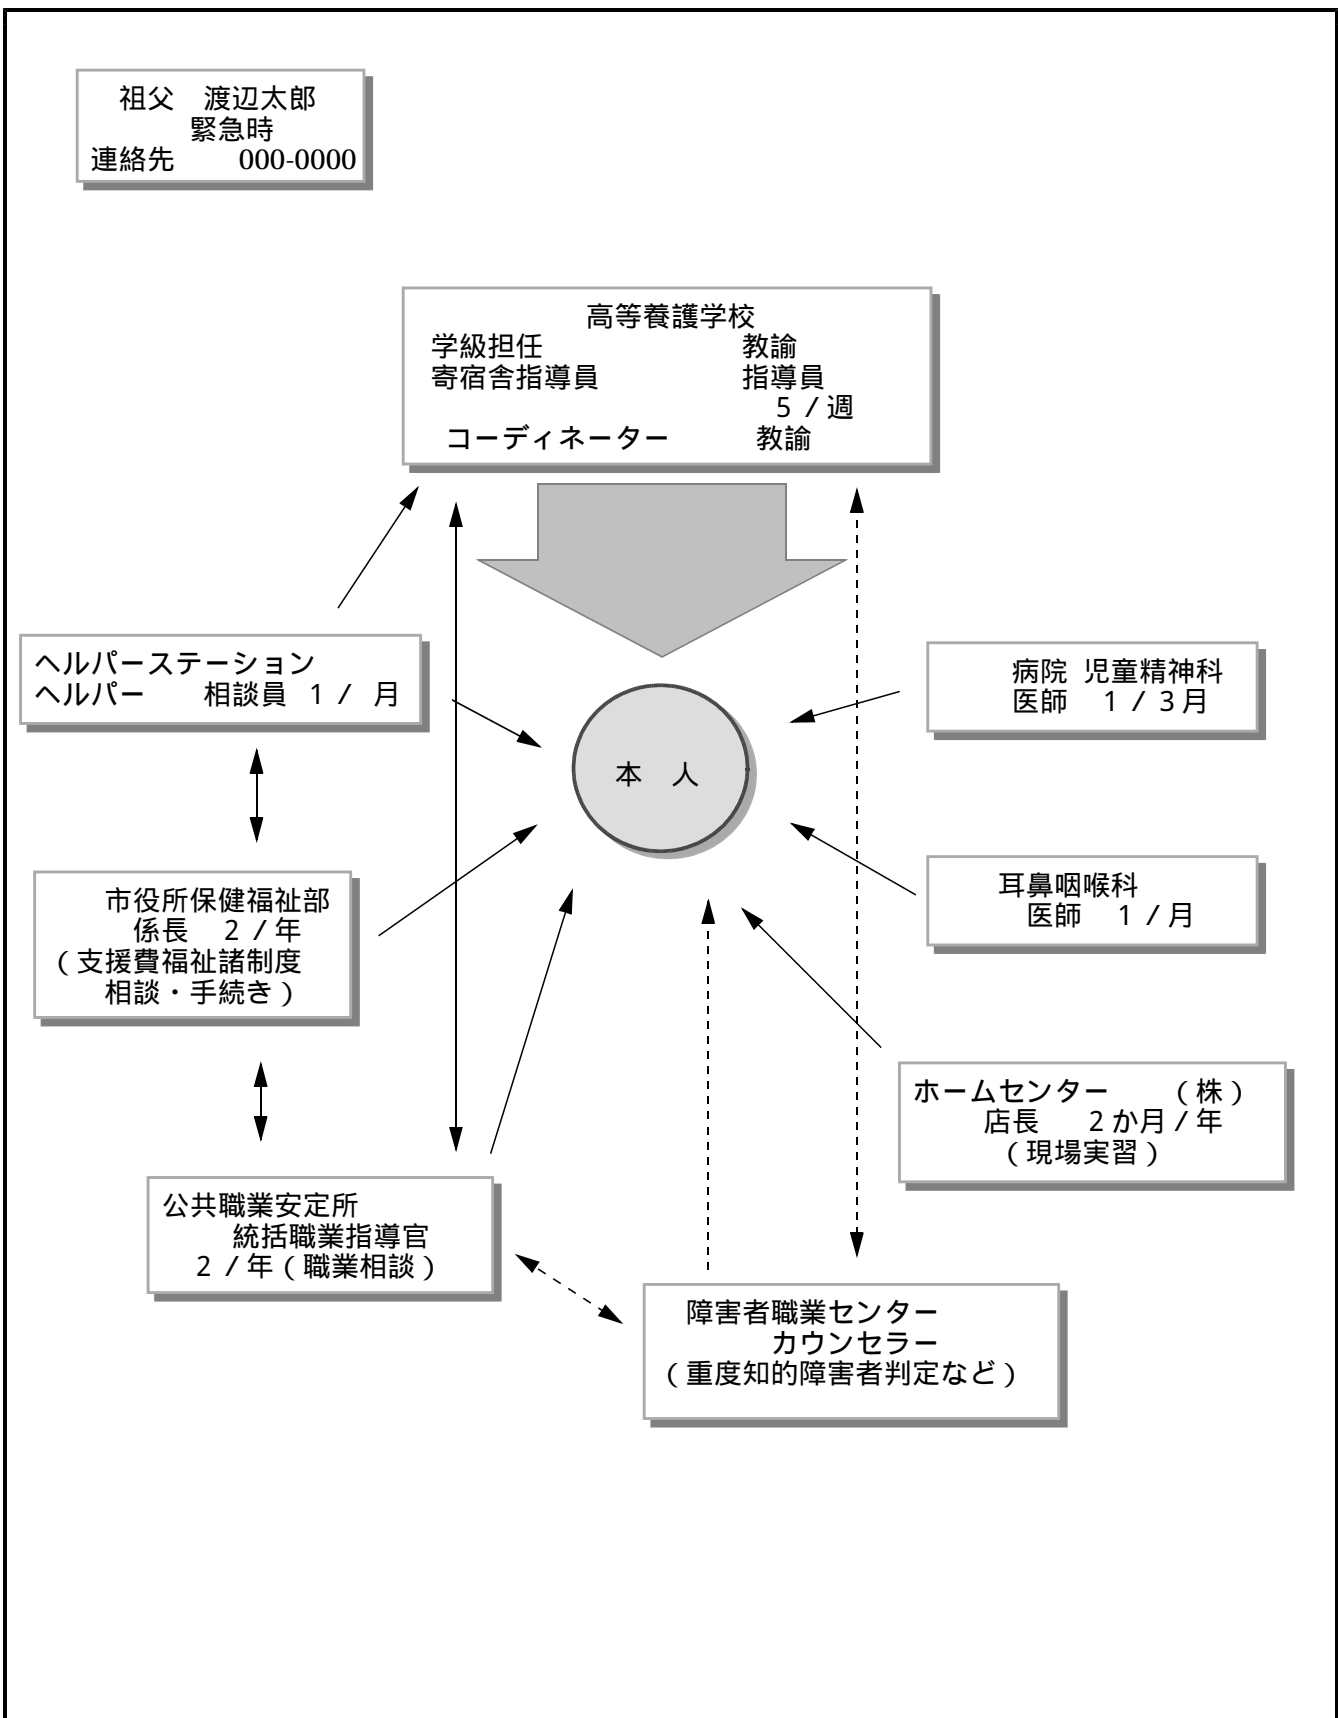 祖父　渡辺太郎
緊急時
連絡先　　000-0000
高等養護学校
学級担任　　　　　　　教諭
寄宿舎指導員　　　　　指導員
5 /週
コーディネーター　　　教諭
ヘルパーステーション
ヘルパー　　相談員 1 / 月
病院 児童精神科
医師　1 / 3月
本　人
市役所保健福祉部
係長　2 /年
(支援費福祉諸制度
相談・手続き)
耳鼻咽喉科
医師　1 /月
ホームセンター　　(株)
店長　2か月/年
(現場実習)
公共職業安定所
統括職業指導官
2 /年(職業相談)
障害者職業センター
カウンセラー
(重度知的障害者判定など)